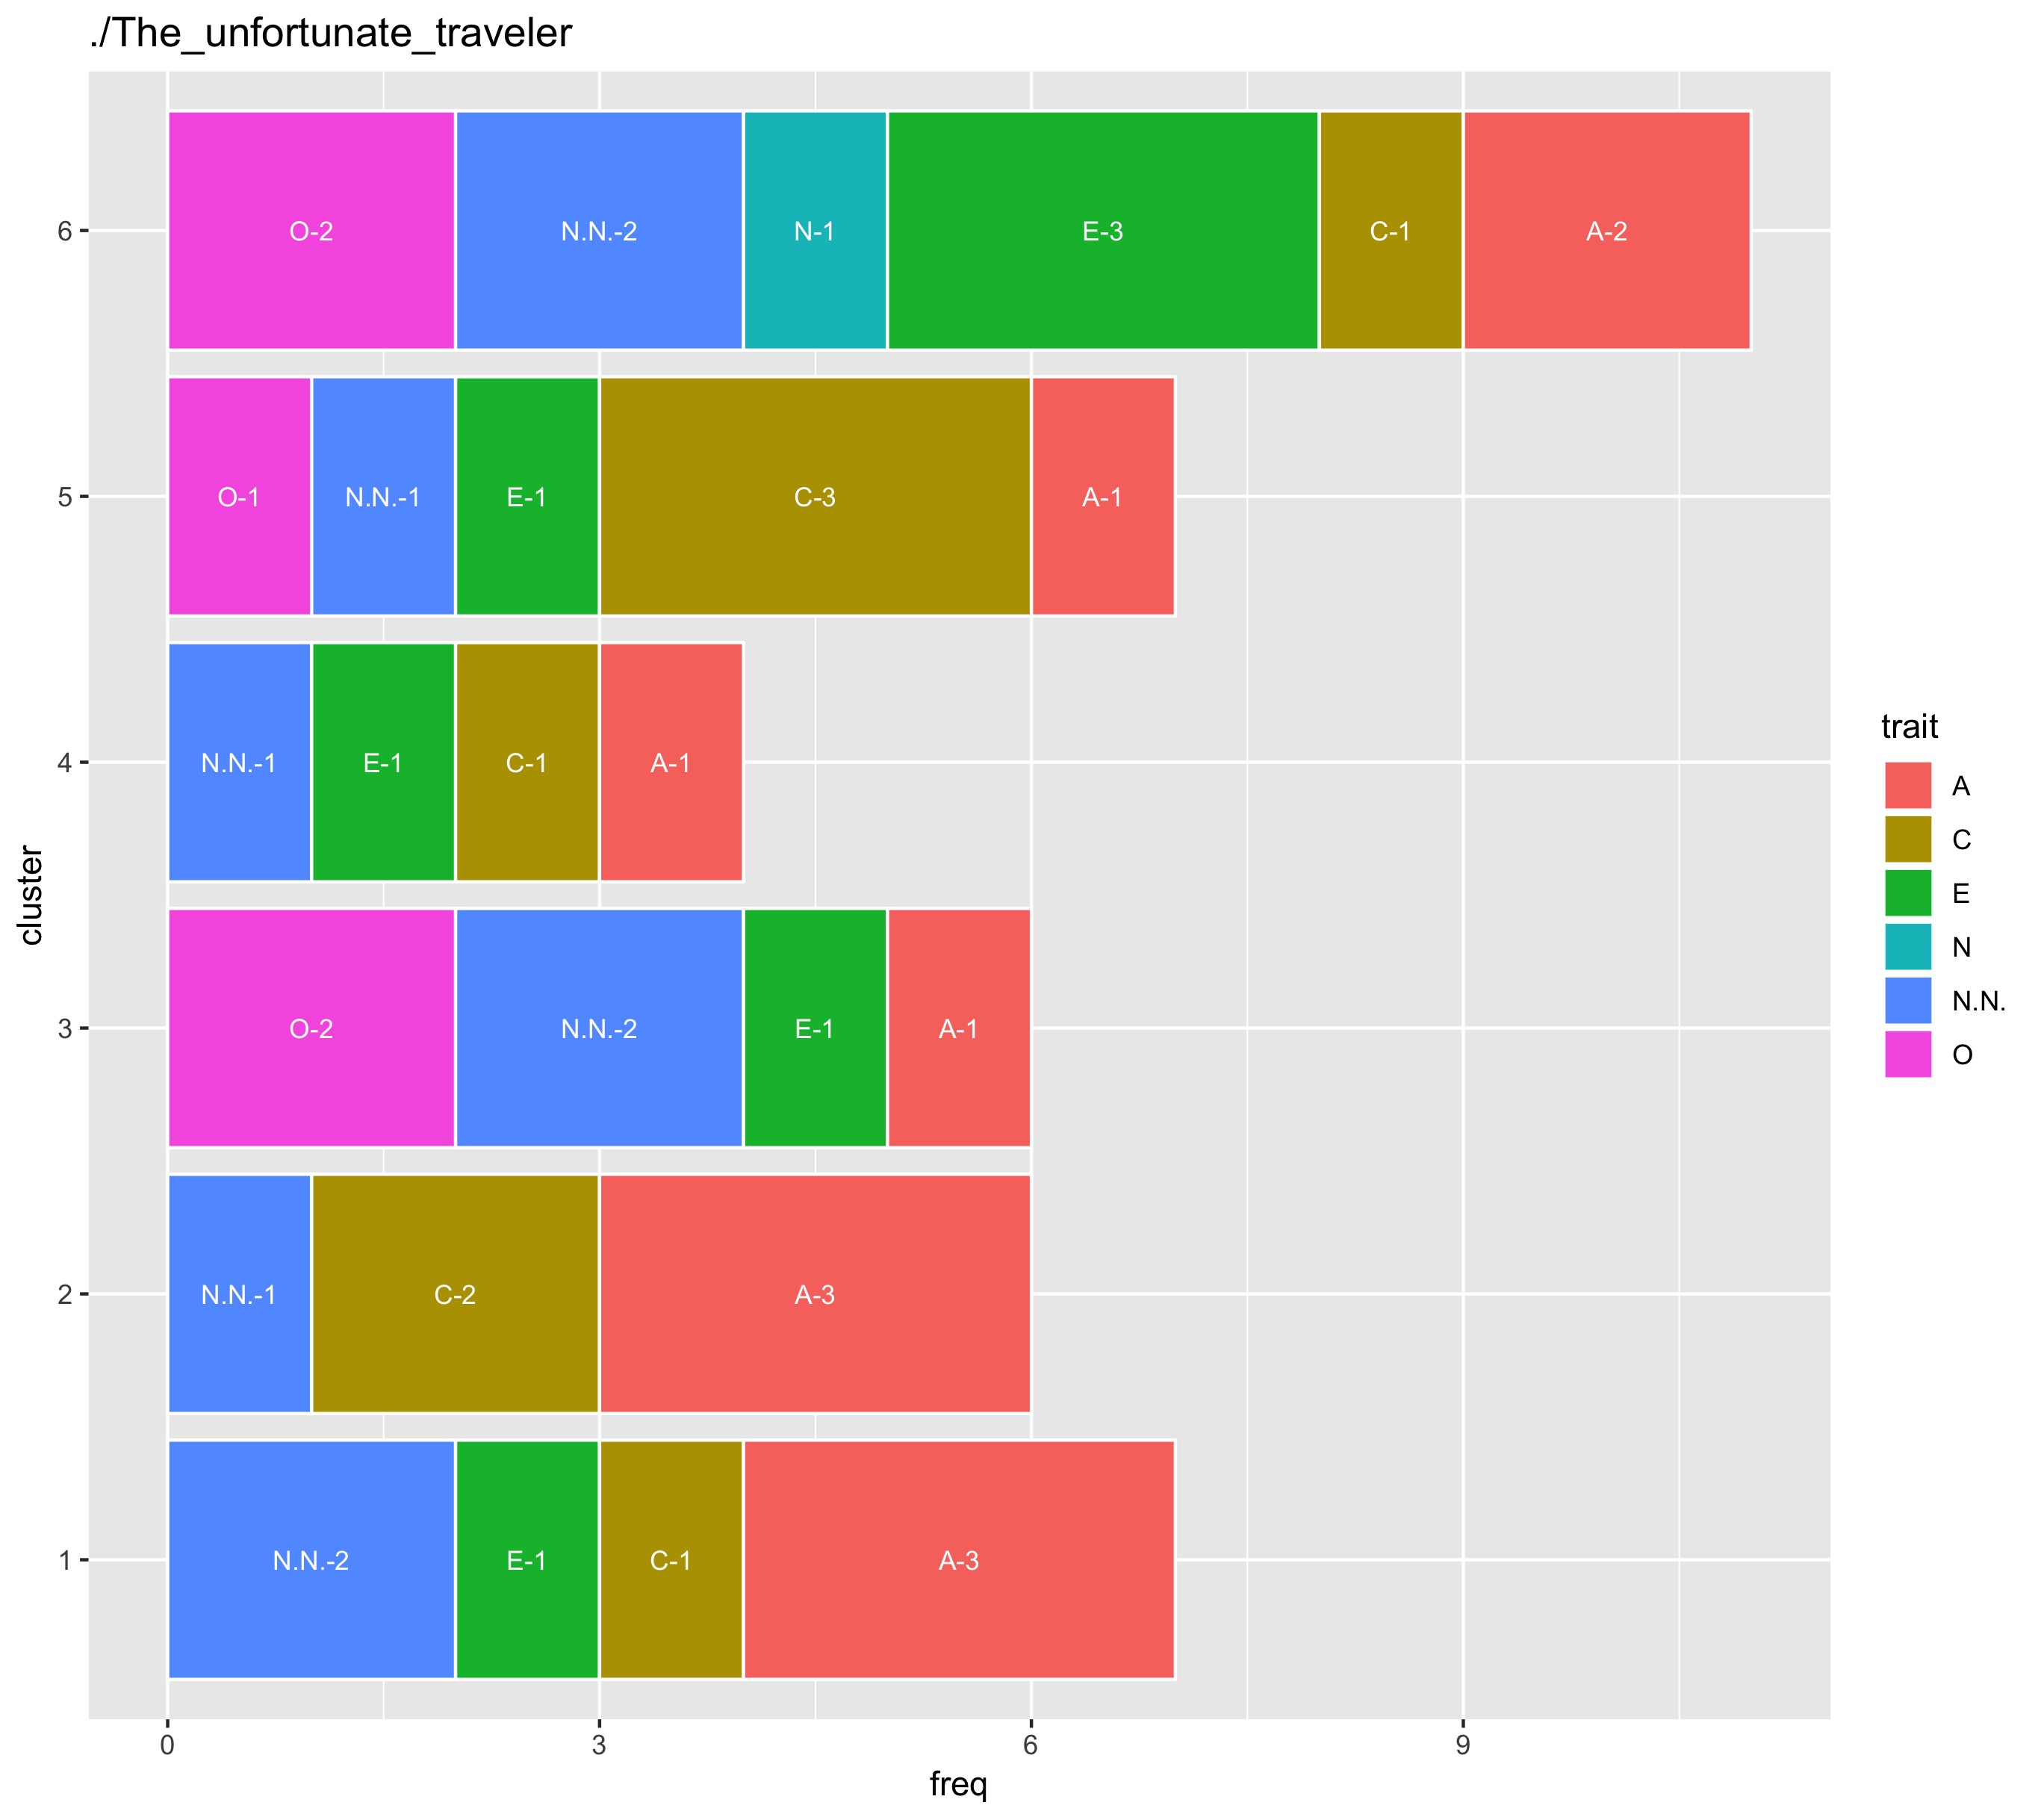 ./The_unfortunate_traveler
6
O-2 N.N.-2 N-1 E-3 C-1 A-2
5
O-1 N.N.-1 E-1 C-3 A-1
4
N.N.-1 E-1 C-1 A-1
3
O-2 N.N.-2 E-1 A-1
2
N.N.-1 C-2 A-3
1
N.N.-2 E-1 C-1 A-3
cluster
0 3 6 9
freq
trait
A
C
E
N
N.N.
O